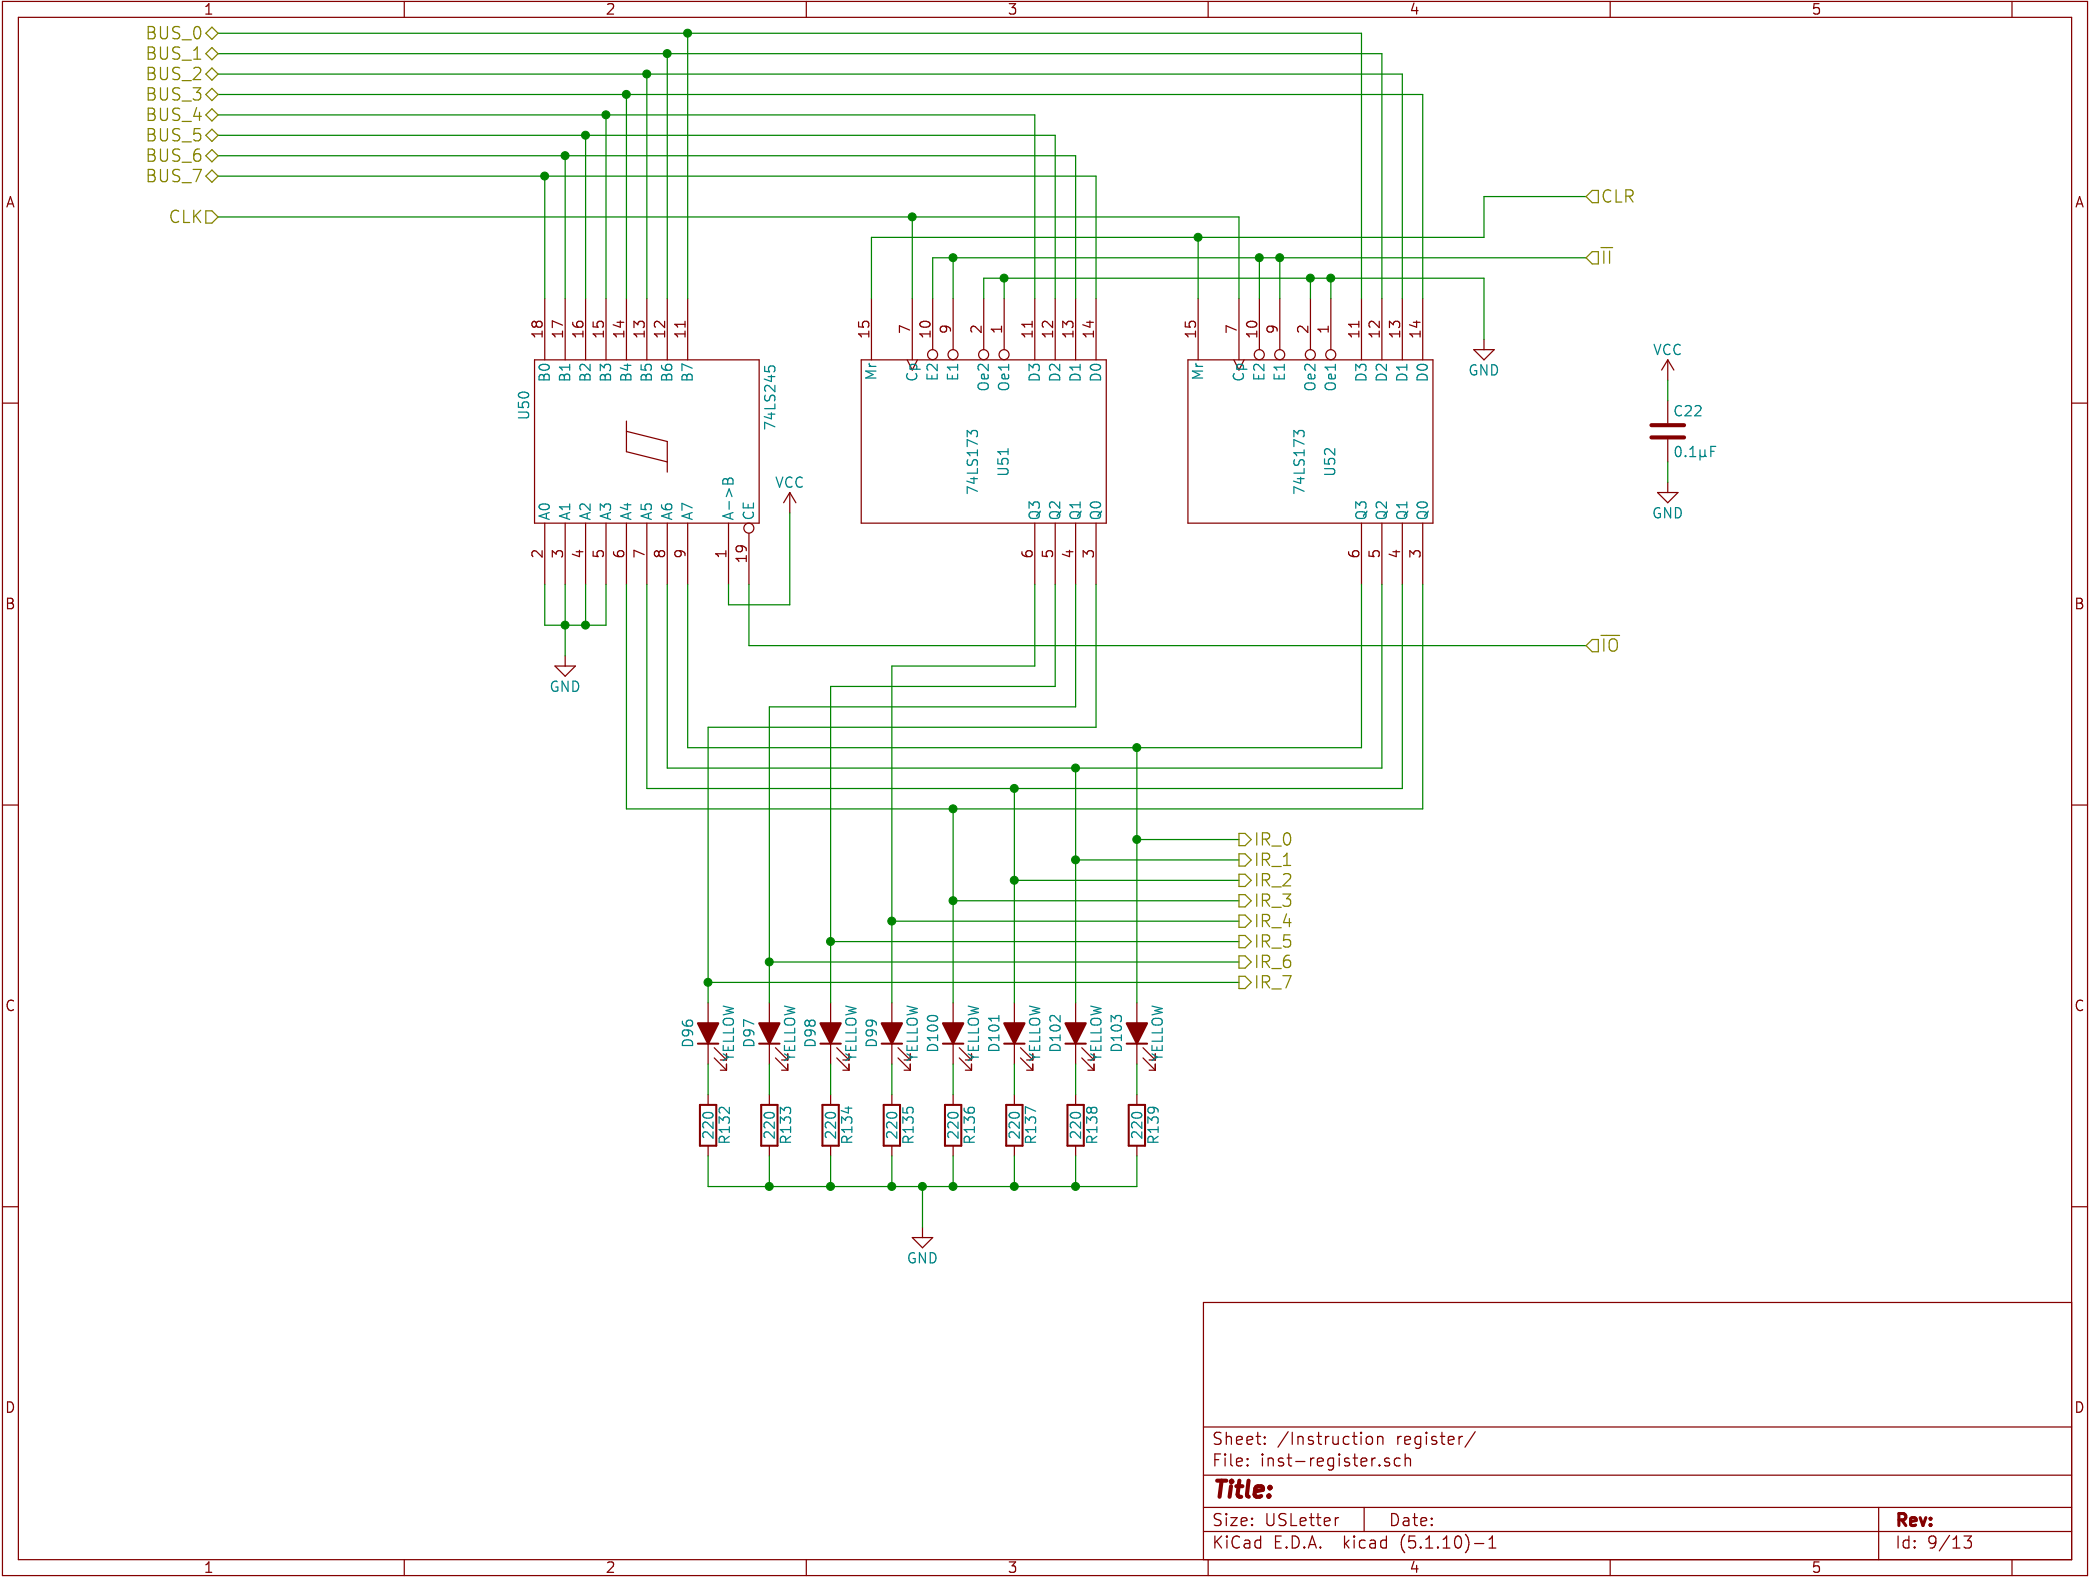 1 2 3 4 5
BUS_0
BUS_1
BUS_2
BUS_3
BUS_4
BUS_5
BUS_6
BUS_7
A CLR A
CLK
I̅I̅
18 17 16 15 14 13 12 11
15 7 10 9 2 1 11 12 13 14
15 7 10 9 2 1 11 12 13 14
GND
VCC
C22
0.1µF
GND
B0 B1 B2 B3 B4 B5 B6 B7
U50
74LS245
A0 A1 A2 A3 A4 A5 A6 A7 A->B CE
VCC
Mr Cp E2 E1 Oe2 Oe1 D3 D2 D1 D0
74LS173
U51
Q3 Q2 Q1 Q0
Mr Cp E2 E1 Oe2 Oe1 D3 D2 D1 D0
74LS173
U52
Q3 Q2 Q1 Q0
2 3 4 5 6 7 8 9 1 19
6 5 4 3
6 5 4 3
B B
I̅O̅
GND
IR_0
IR_1
IR_2
IR_3
IR_4
IR_5
IR_6
IR_7
C C
D96 YELLOW D97 YELLOW D98 YELLOW D99 YELLOW D100 YELLOW D101 YELLOW D102 YELLOW D103 YELLOW
220 R132 220 R133 220 R134 220 R135 220 R136 220 R137 220 R138 220 R139
GND
D D
Sheet: /Instruction register/
File: inst-register.sch
Title:
Size: USLetter Date: Rev:
KiCad E.D.A. kicad (5.1.10)-1 Id: 9/13
1 2 3 4 5